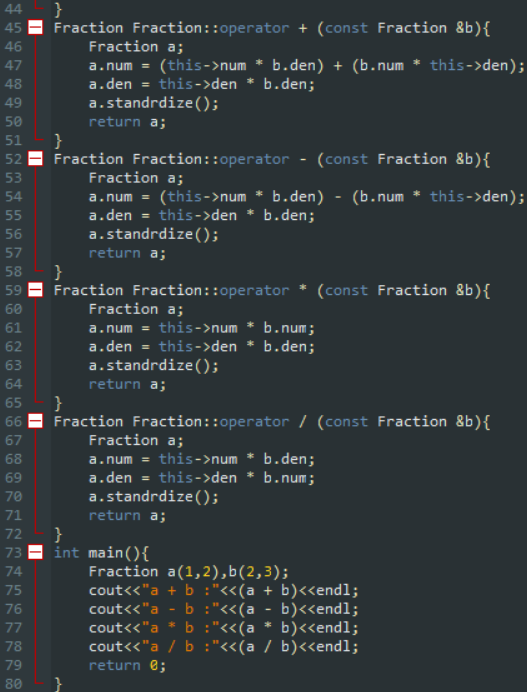 44 }
45 Fraction Fraction::operator + (const Fraction &b){
46     Fraction a;
47     a.num = (this->num * b.den) + (b.num * this->den);
48     a.den = this->den * b.den;
49     a.standrdize();
50     return a;
51 }
52 Fraction Fraction::operator - (const Fraction &b){
53     Fraction a;
54     a.num = (this->num * b.den) - (b.num * this->den);
55     a.den = this->den * b.den;
56     a.standrdize();
57     return a;
58 }
59 Fraction Fraction::operator * (const Fraction &b){
60     Fraction a;
61     a.num = this->num * b.num;
62     a.den = this->den * b.den;
63     a.standrdize();
64     return a;
65 }
66 Fraction Fraction::operator / (const Fraction &b){
67     Fraction a;
68     a.num = this->num * b.den;
69     a.den = this->den * b.num;
70     a.standrdize();
71     return a;
72 }
73 int main(){
74     Fraction a(1,2),b(2,3);
75     cout<<"a + b :"<<(a + b)<<endl;
76     cout<<"a - b :"<<(a - b)<<endl;
77     cout<<"a * b :"<<(a * b)<<endl;
78     cout<<"a / b :"<<(a / b)<<endl;
79     return 0;
80 }